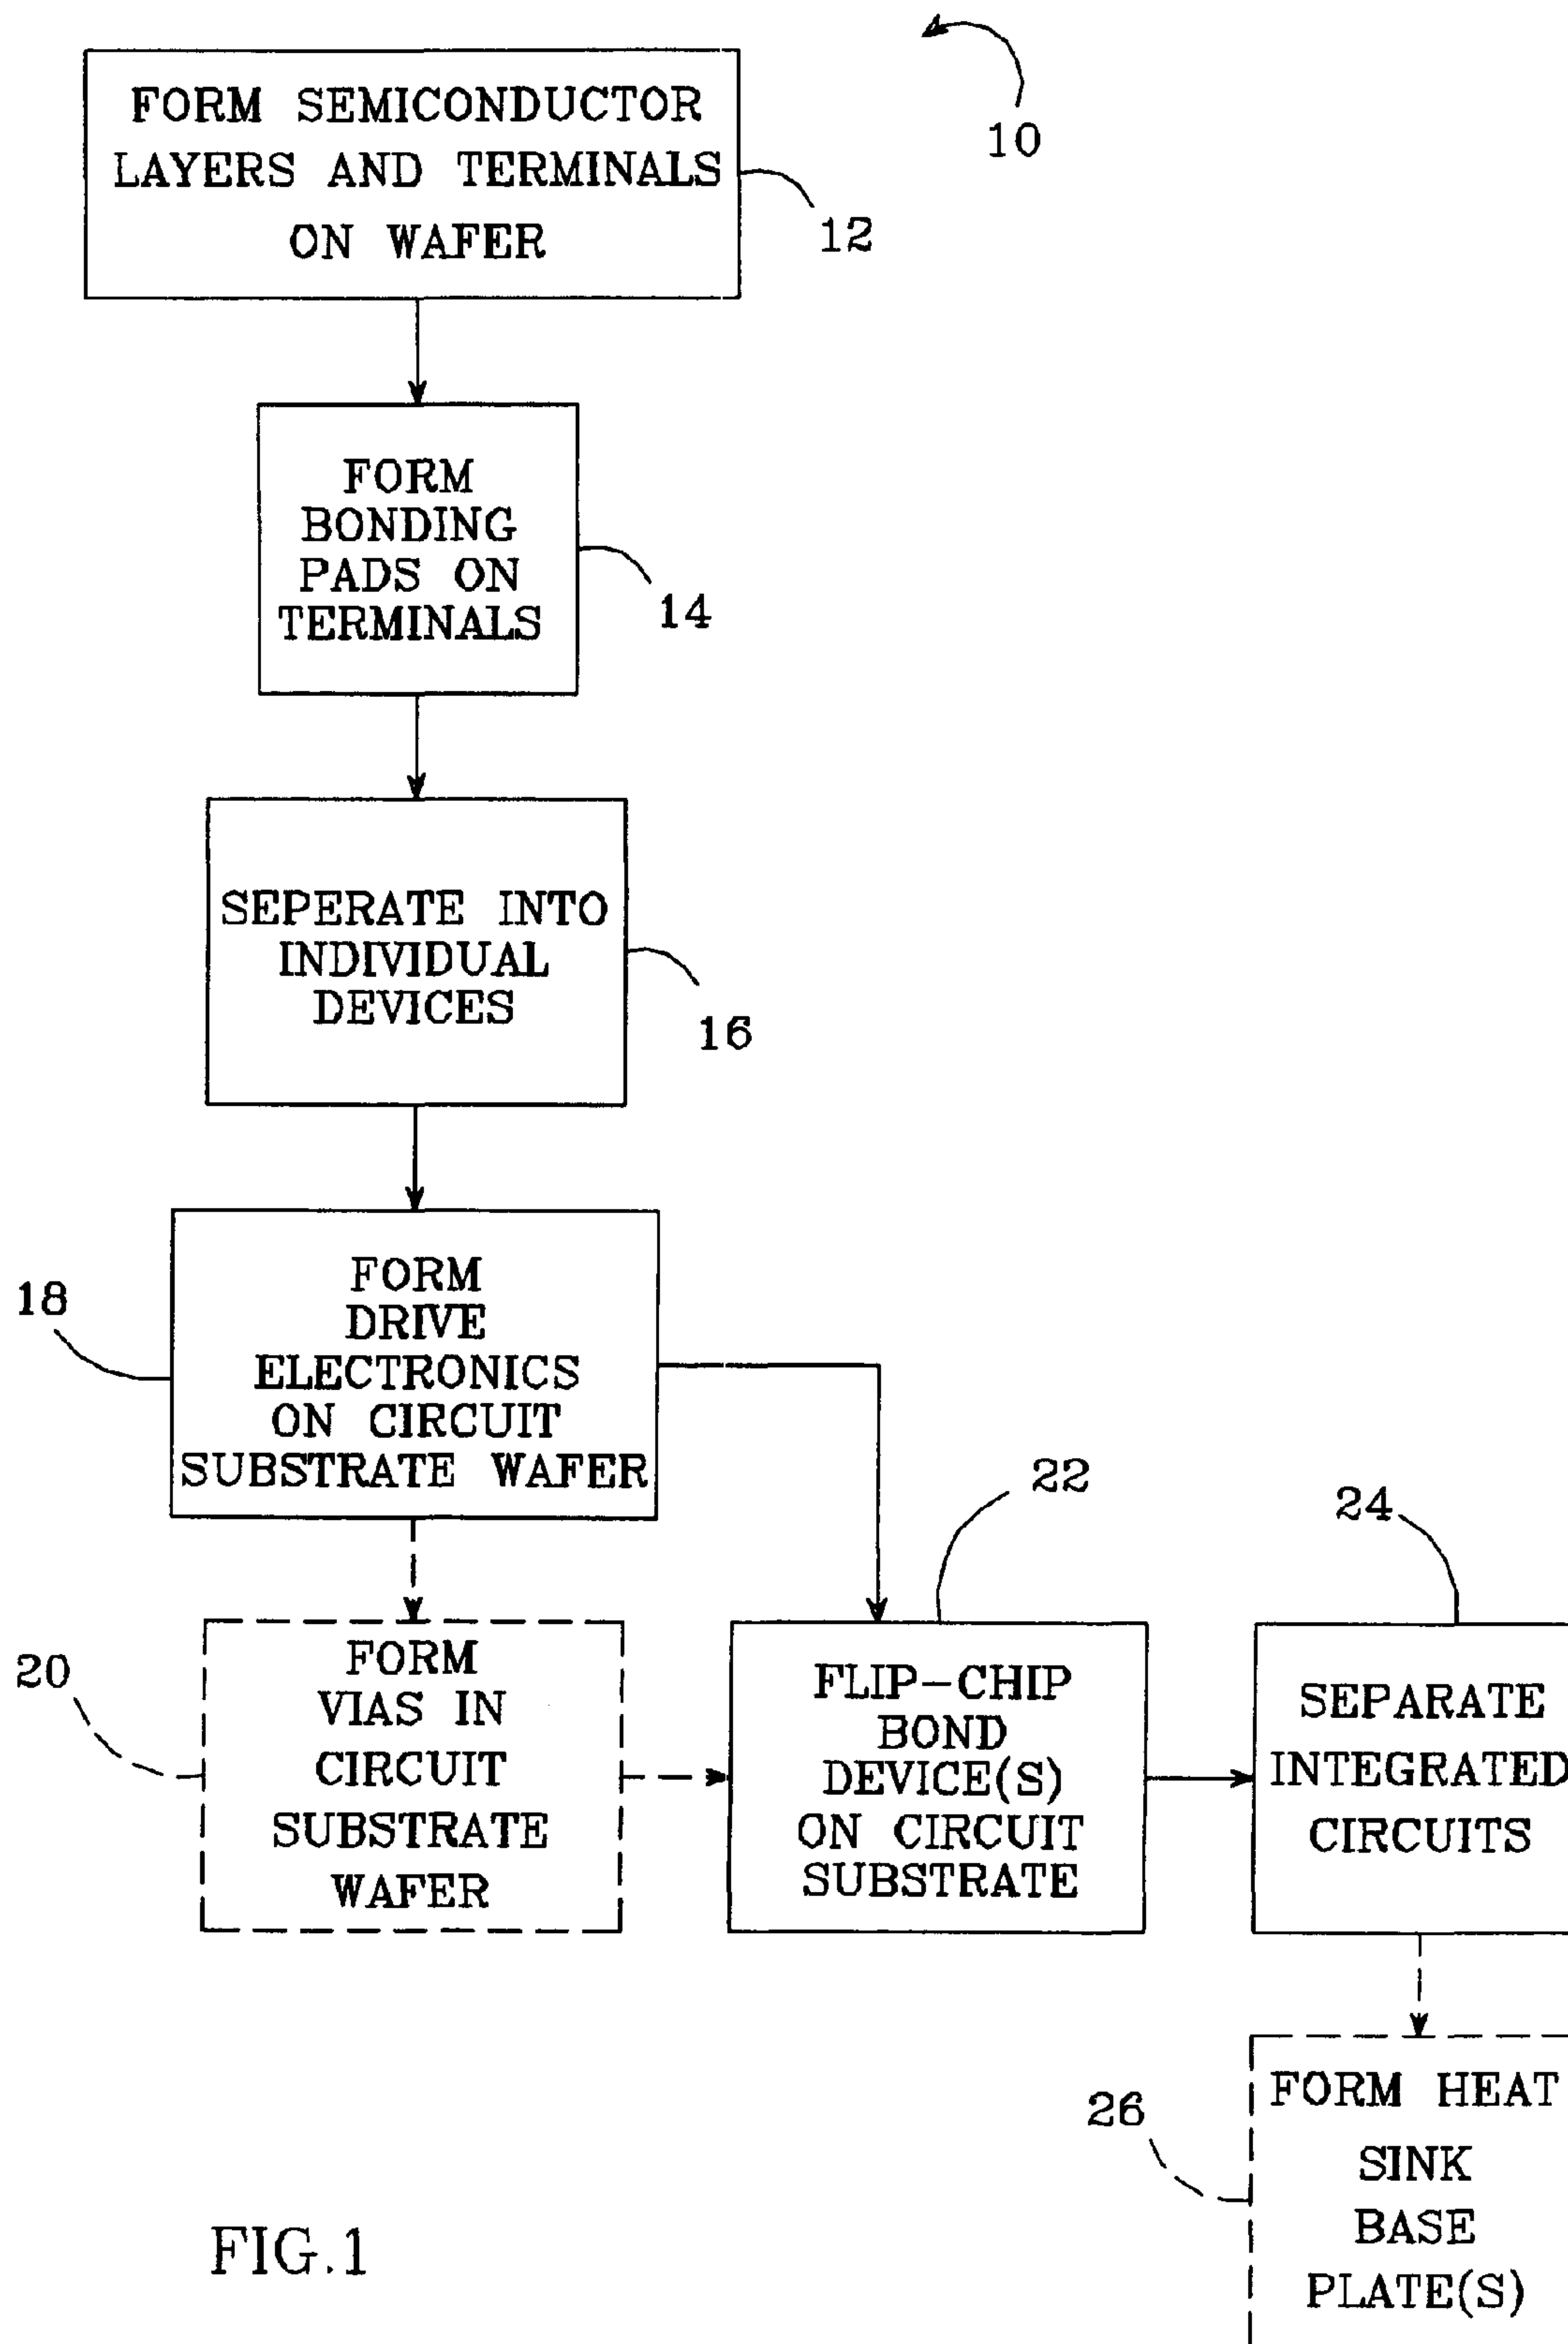 10
FORM SEMICONDUCTOR
LAYERS AND TERMINALS
ON WAFER
12
FORM
BONDING
PADS ON
TERMINALS
14
SEPERATE INTO
INDIVIDUAL
DEVICES
16
18
FORM
DRIVE
ELECTRONICS
ON CIRCUIT
SUBSTRATE WAFER
20
FORM
VIAS IN
CIRCUIT
SUBSTRATE
WAFER
22
FLIP-CHIP
BOND
DEVICE(S)
ON CIRCUIT
SUBSTRATE
24
SEPARATE
INTEGRATED
CIRCUITS
26
FORM HEAT
SINK
BASE
PLATE(S)
FIG.1